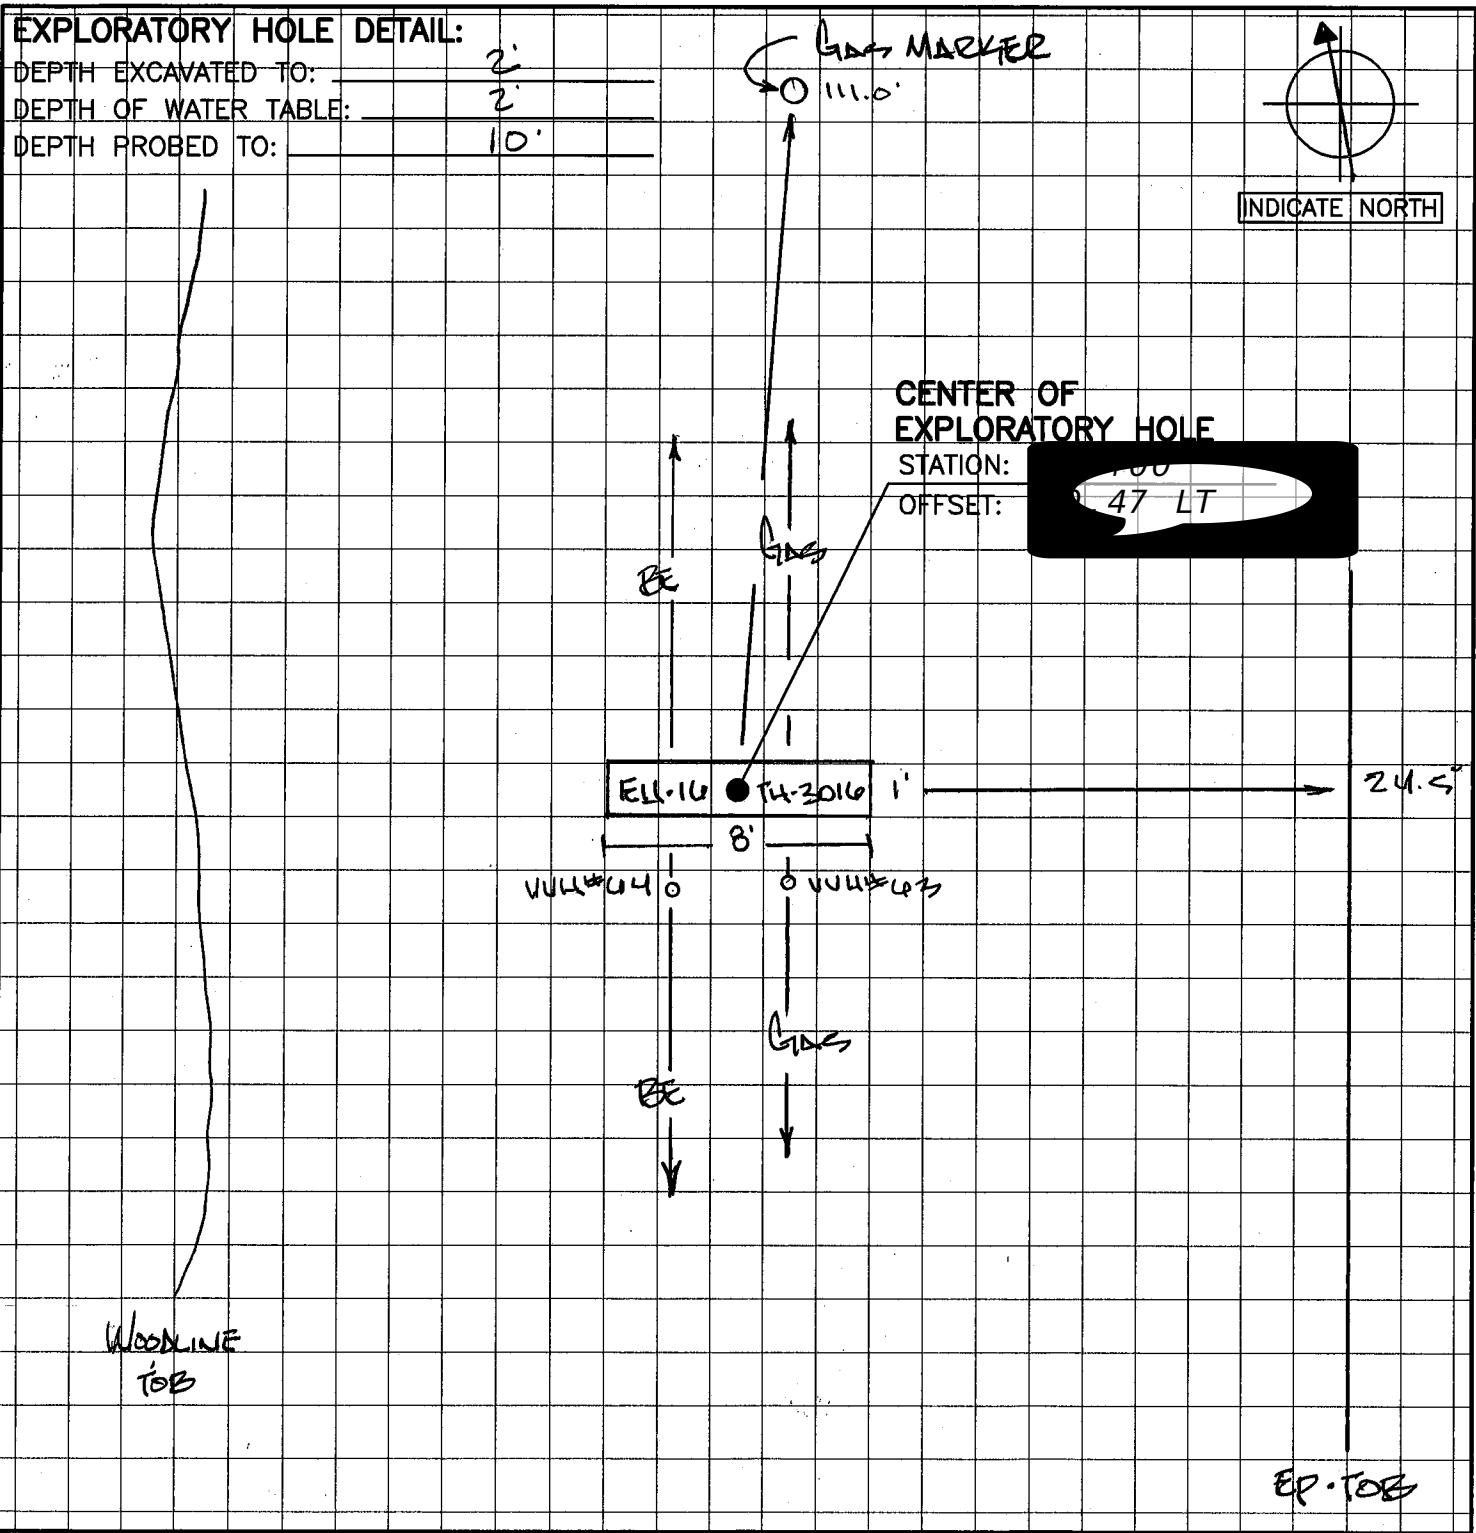 EXPLORATORY HOLE DETAIL:
DEPTH EXCAVATED TO: 2'
DEPTH OF WATER TABLE: 2'
DEPTH PROBED TO: 10'
GAS MARKER
111.0'
INDICATE NORTH
CENTER OF
EXPLORATORY HOLE
STATION:
OFFSET: .47 LT
GAS
BE
EH-16 TH-3016 1' 24.5'
8'
VVH#44 VVH#43
GAS
BE
WOODLINE
TOB
EP-TOB